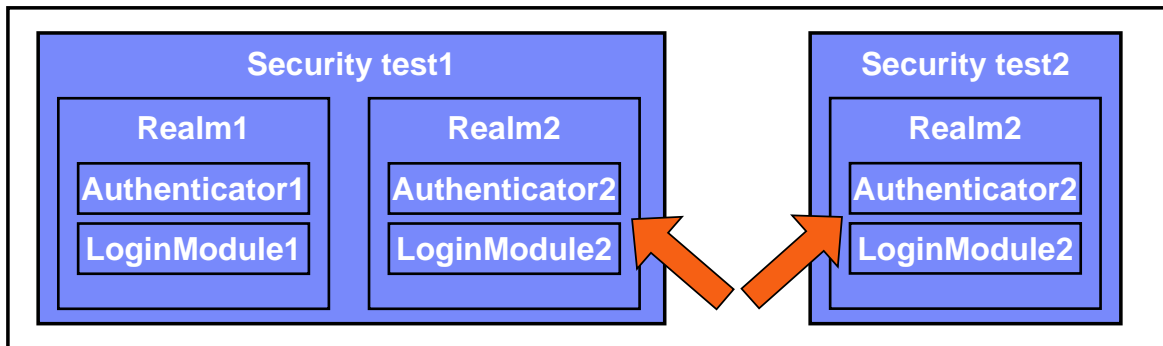 Security test1
Realm1
Authenticator1
LoginModule1
Realm2
Authenticator2
LoginModule2
Security test2
Realm2
Authenticator2
LoginModule2